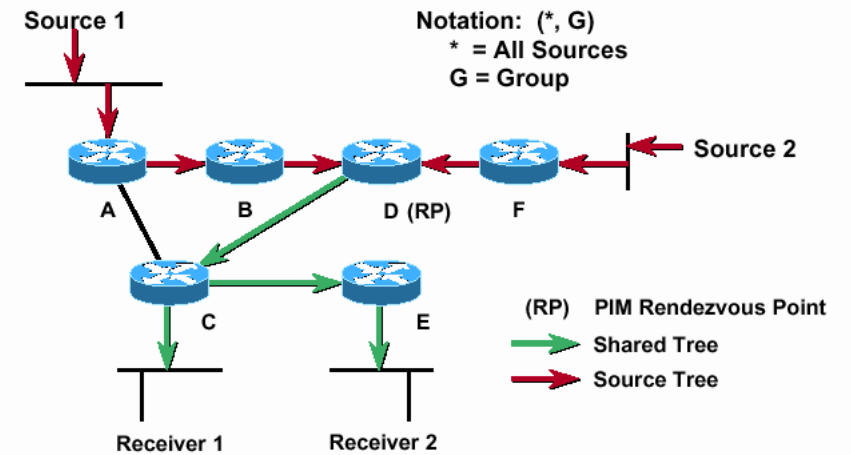 Source 1
Notation: (*, G)
* = All Sources
G = Group
Source 2
A
B
D (RP)
F
C
E
(RP) PIM Rendezvous Point
Shared Tree
Source Tree
Receiver 1
Receiver 2